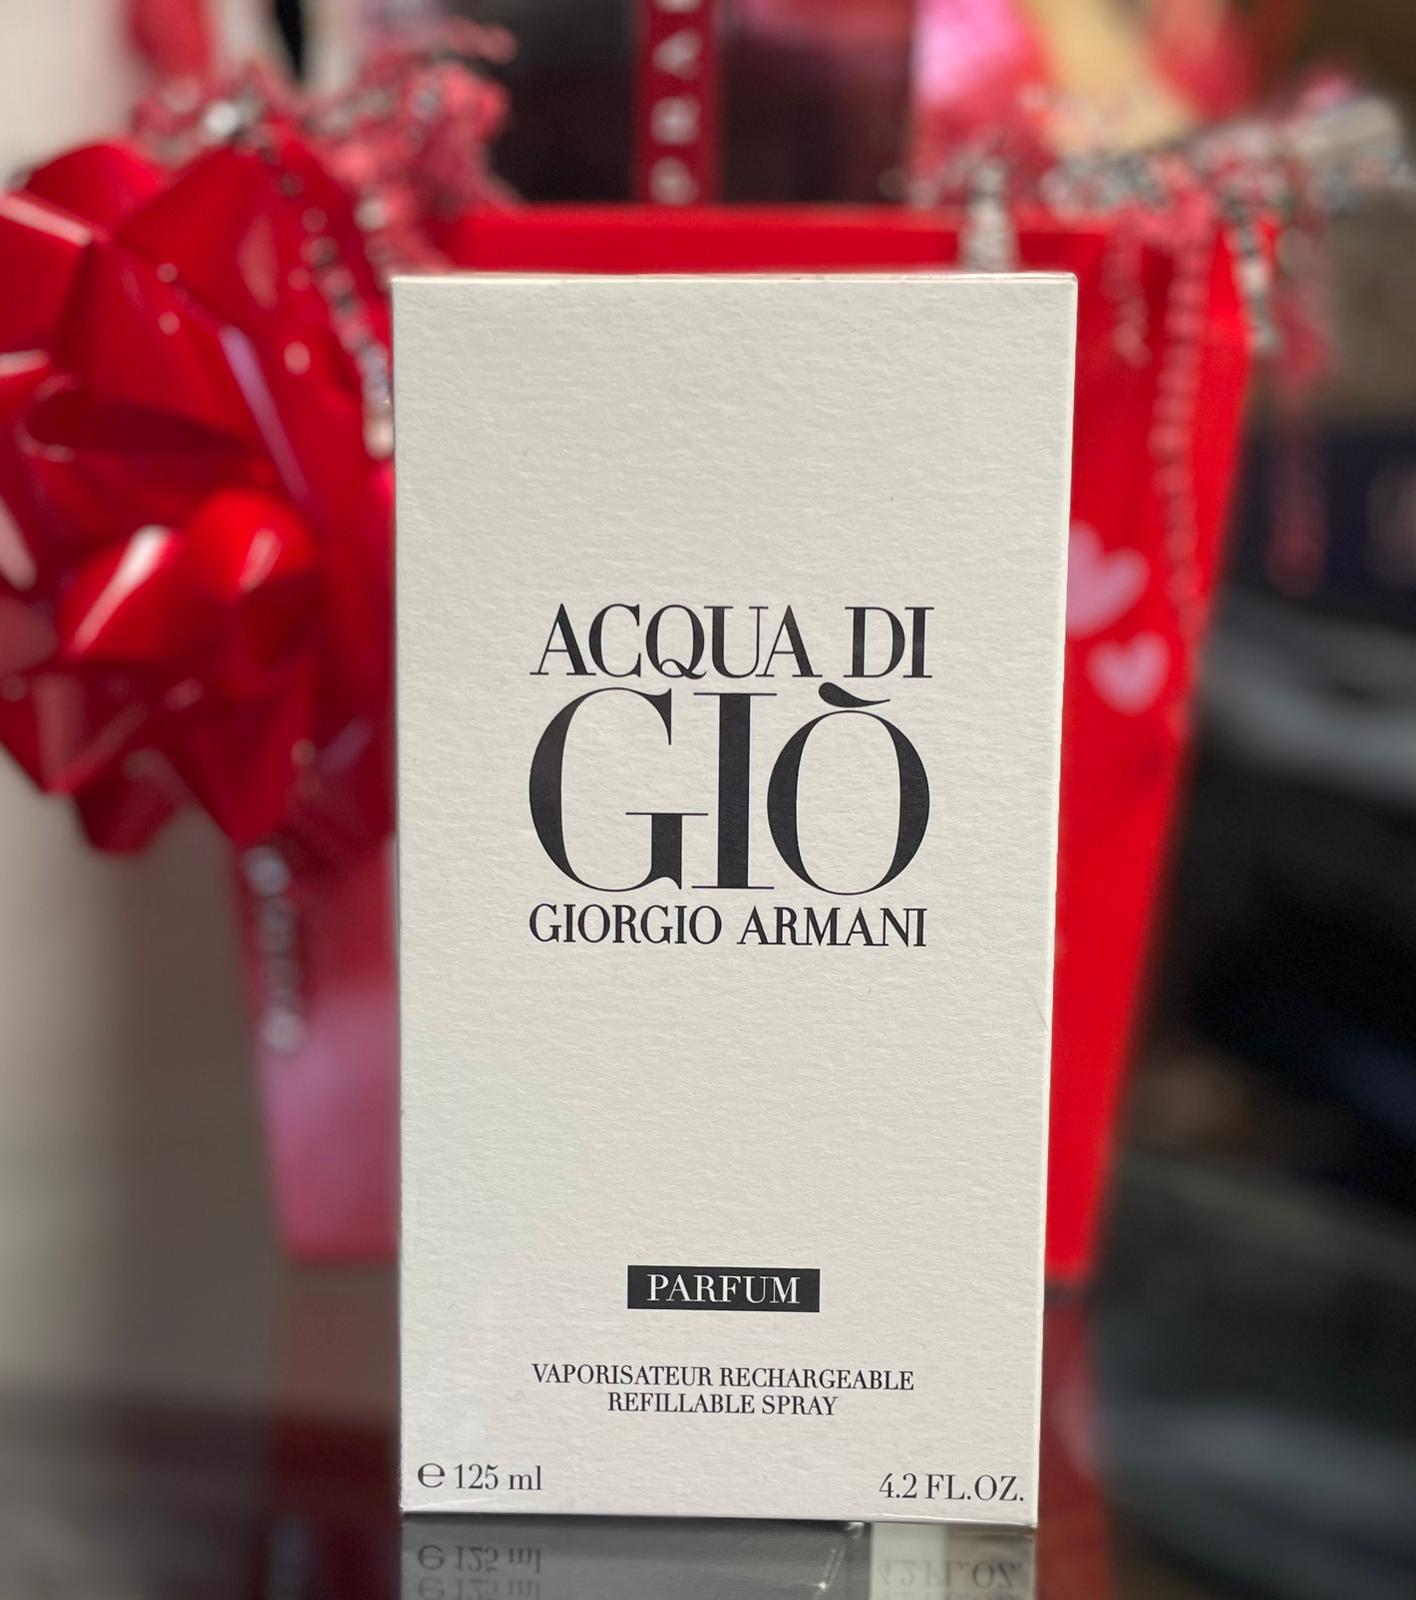 ACQUA DI
GIÒ
GIORGIO ARMANI
PARFUM
VAPORISATEUR RECHARGEABLE
REFILLABLE SPRAY
℮ 125 ml
4.2 FL.OZ.